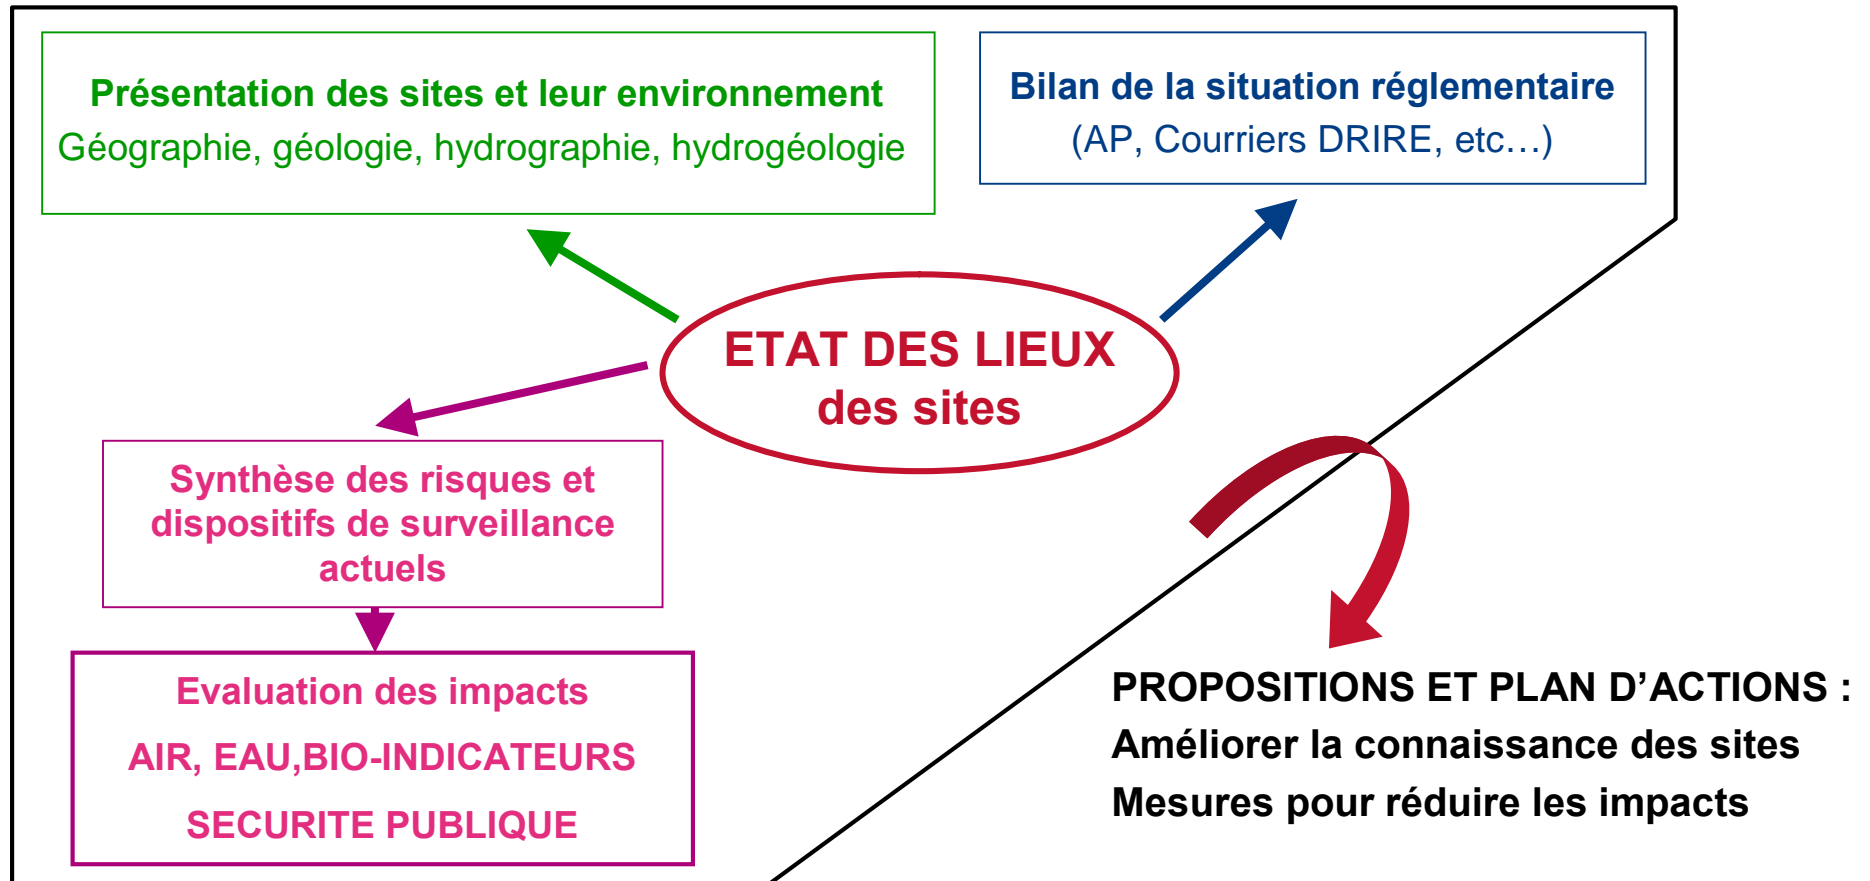 Présentation des sites et leur environnement
Géographie, géologie, hydrographie, hydrogéologie
Bilan de la situation réglementaire
(AP, Courriers DRIRE, etc…)
ETAT DES LIEUX
des sites
Synthèse des risques et
dispositifs de surveillance
actuels
Evaluation des impacts
AIR, EAU,BIO-INDICATEURS
SECURITE PUBLIQUE
PROPOSITIONS ET PLAN D’ACTIONS :
Améliorer la connaissance des sites
Mesures pour réduire les impacts